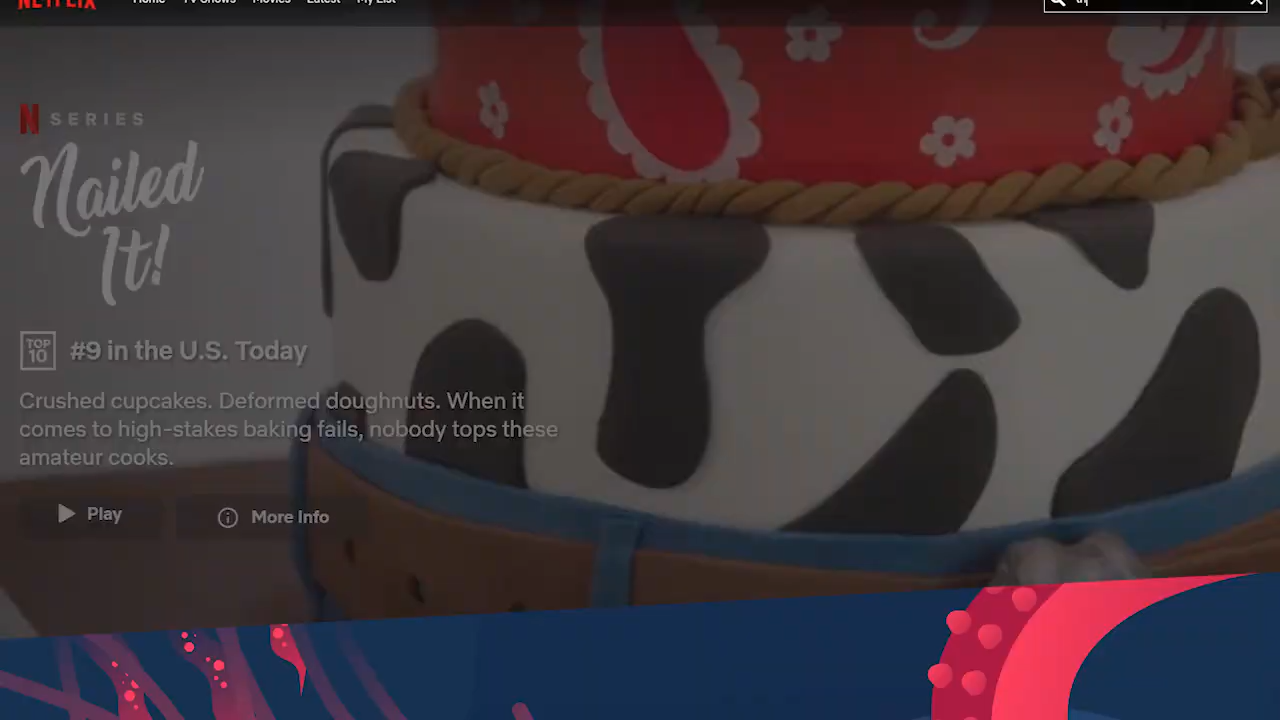 NETFLIX Home TV Shows Movies Latest My List
N SERIES
Nailed
It!
TOP
10
#9 in the U.S. Today
Crushed cupcakes. Deformed doughnuts. When it
comes to high-stakes baking fails, nobody tops these
amateur cooks.
Play More Info